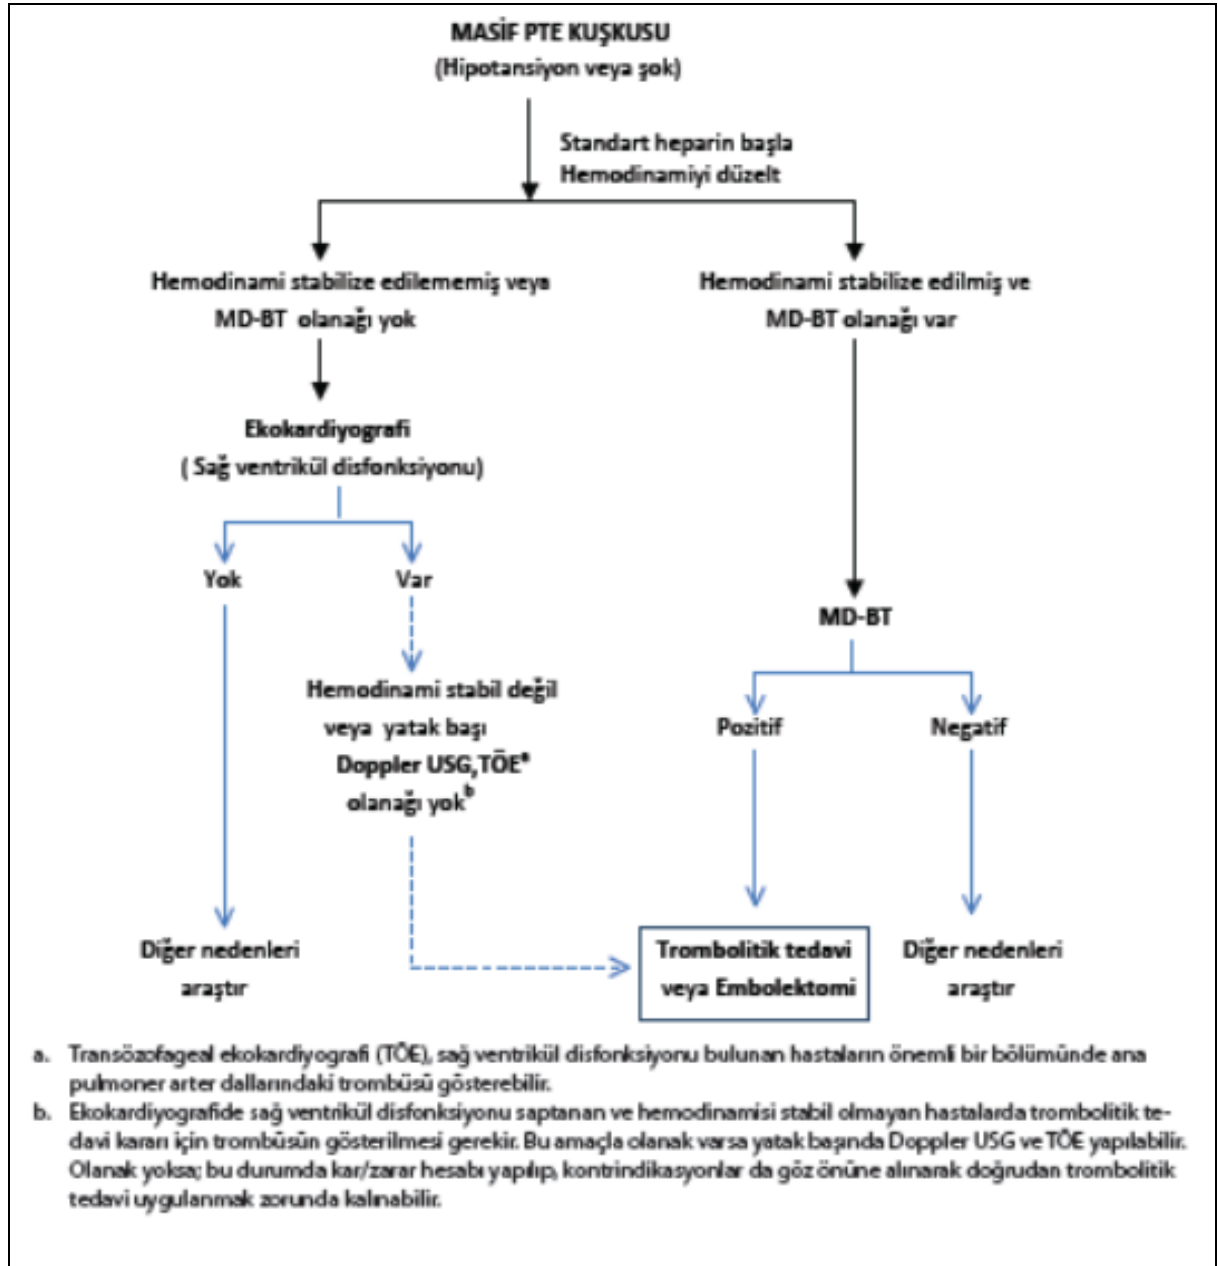 MASİF PTE KUŞKUSU
(Hipotansiyon veya şok)
Standart heparin başla
Hemodinamiyi düzelt
Hemodinami stabilize edilememiş veya
MD-BT olanağı yok
Hemodinami stabilize edilmiş ve
MD-BT olanağı var
Ekokardiyografi
( Sağ ventrikül disfonksiyonu)
Yok
Var
MD-BT
Hemodinami stabil değil
veya yatak başı
Doppler USG,TÖEᵃ
olanağı yokᵇ
Pozitif
Negatif
Diğer nedenleri
araştır
Trombolitik tedavi
veya Embolektomi
Diğer nedenleri
araştır
a. Transözofageal ekokardiyografi (TÖE), sağ ventrikül disfonksiyonu bulunan hastaların önemli bir bölümünde ana
pulmoner arter dallarındaki trombüsü gösterebilir.
b. Ekokardiyografide sağ ventrikül disfonksiyonu saptanan ve hemodinamisi stabil olmayan hastalarda trombolitik te-
davi kararı için trombüsün gösterilmesi gerekir. Bu amaçla olanak varsa yatak başında Doppler USG ve TÖE yapılabilir.
Olanak yoksa; bu durumda kar/zarar hesabı yapılıp, kontrindikasyonlar da göz önüne alınarak doğrudan trombolitik
tedavi uygulanmak zorunda kalınabilir.